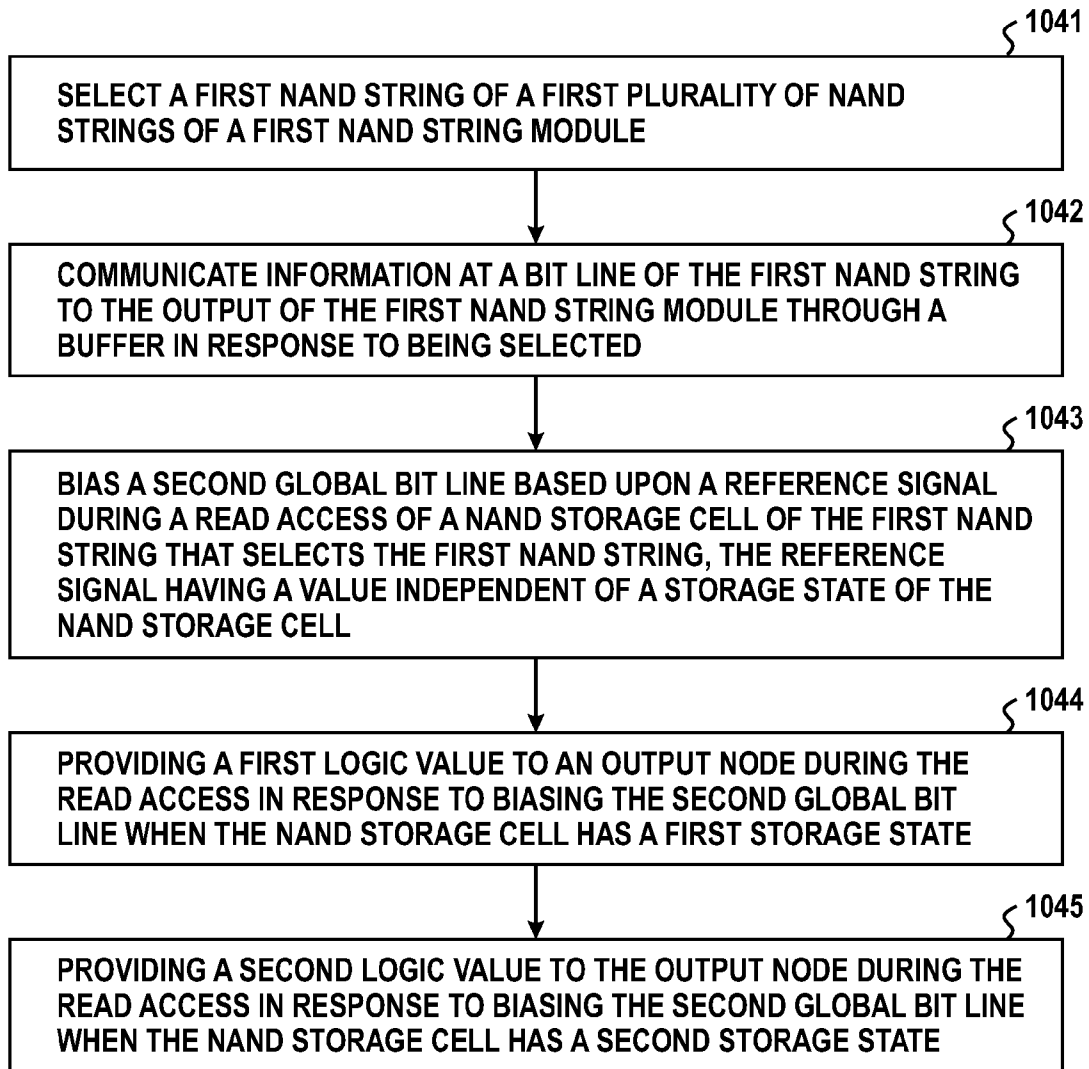 1041
SELECT A FIRST NAND STRING OF A FIRST PLURALITY OF NAND
STRINGS OF A FIRST NAND STRING MODULE
1042
COMMUNICATE INFORMATION AT A BIT LINE OF THE FIRST NAND STRING
TO THE OUTPUT OF THE FIRST NAND STRING MODULE THROUGH A
BUFFER IN RESPONSE TO BEING SELECTED
1043
BIAS A SECOND GLOBAL BIT LINE BASED UPON A REFERENCE SIGNAL
DURING A READ ACCESS OF A NAND STORAGE CELL OF THE FIRST NAND
STRING THAT SELECTS THE FIRST NAND STRING, THE REFERENCE
SIGNAL HAVING A VALUE INDEPENDENT OF A STORAGE STATE OF THE
NAND STORAGE CELL
1044
PROVIDING A FIRST LOGIC VALUE TO AN OUTPUT NODE DURING THE
READ ACCESS IN RESPONSE TO BIASING THE SECOND GLOBAL BIT
LINE WHEN THE NAND STORAGE CELL HAS A FIRST STORAGE STATE
1045
PROVIDING A SECOND LOGIC VALUE TO THE OUTPUT NODE DURING THE
READ ACCESS IN RESPONSE TO BIASING THE SECOND GLOBAL BIT LINE
WHEN THE NAND STORAGE CELL HAS A SECOND STORAGE STATE